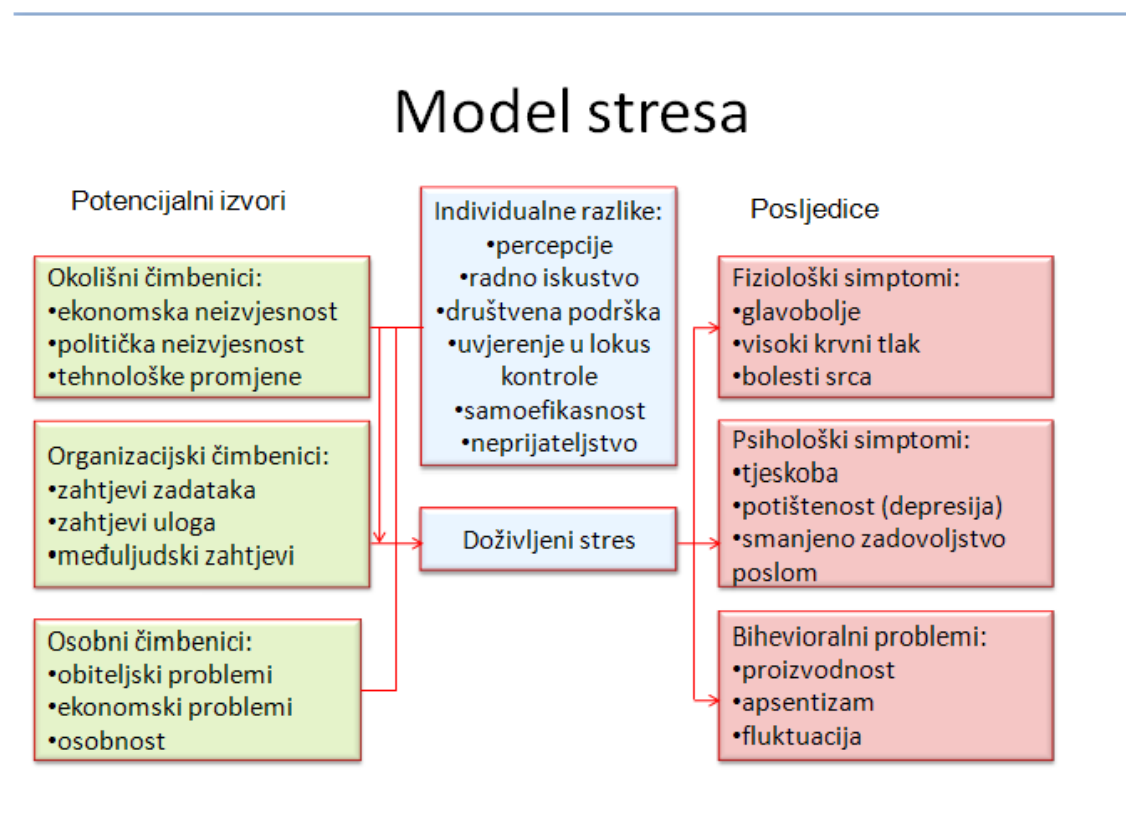 Model stresa
Potencijalni izvori
Okolišni čimbenici:
•ekonomska neizvjesnost
•politička neizvjesnost
•tehnološke promjene
Organizacijski čimbenici:
•zahtjevi zadataka
•zahtjevi uloga
•međuljudski zahtjevi
Osobni čimbenici:
•obiteljski problemi
•ekonomski problemi
•osobnost
Individualne razlike:
•percepcije
•radno iskustvo
•društvena podrška
•uvjerenje u lokus
kontrole
•samoefikasnost
•neprijateljstvo
Doživljeni stres
Posljedice
Fiziološki simptomi:
•glavobolje
•visoki krvni tlak
•bolesti srca
Psihološki simptomi:
•tjeskoba
•potištenost (depresija)
•smanjeno zadovoljstvo
poslom
Bihevioralni problemi:
•proizvodnost
•apsentizam
•fluktuacija